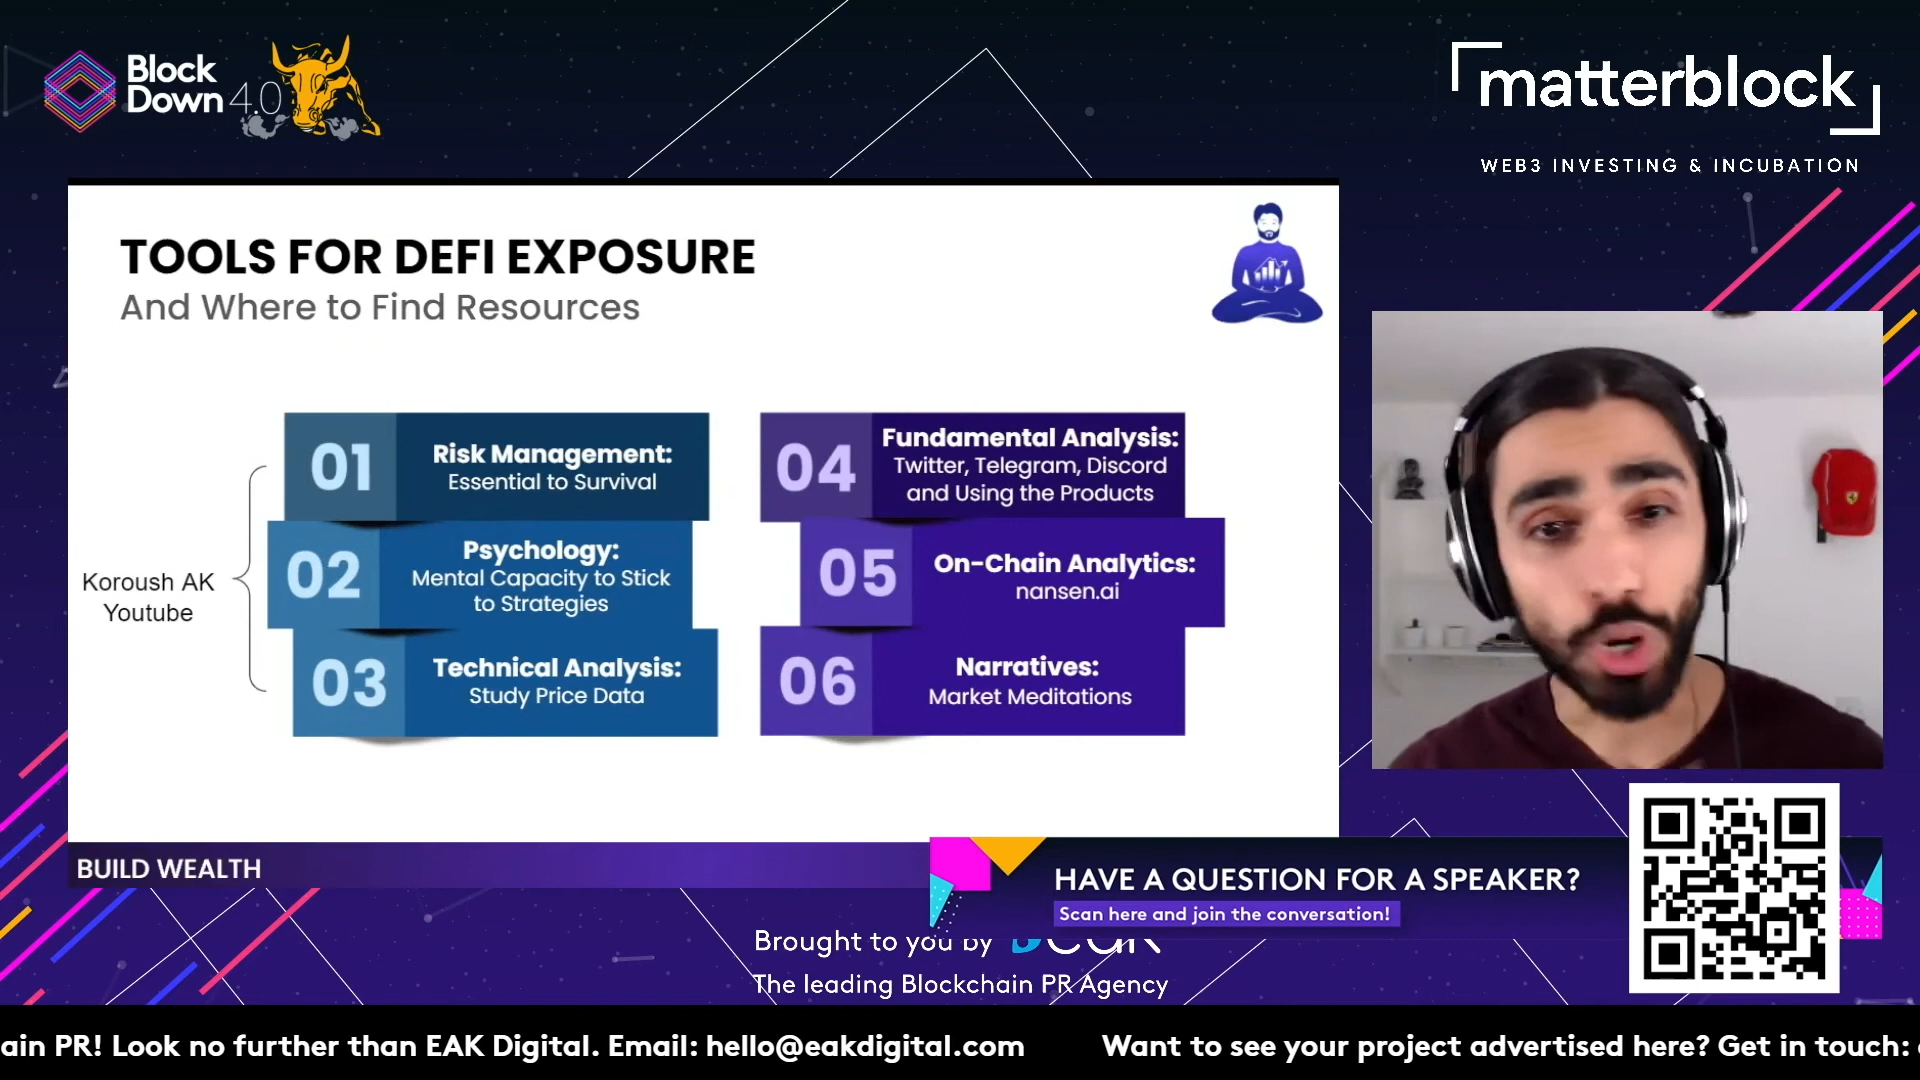 Block
Down 4.0
matterblock
WEB3 INVESTING & INCUBATION
TOOLS FOR DEFI EXPOSURE
And Where to Find Resources
Koroush AK
Youtube
01
Risk Management:
Essential to Survival
02
Psychology:
Mental Capacity to Stick
to Strategies
03
Technical Analysis:
Study Price Data
04
Fundamental Analysis:
Twitter, Telegram, Discord
and Using the Products
05
On-Chain Analytics:
nansen.ai
06
Narratives:
Market Meditations
BUILD WEALTH
HAVE A QUESTION FOR A SPEAKER?
Scan here and join the conversation!
Brought to you by
The leading Blockchain PR Agency
ain PR! Look no further than EAK Digital. Email: hello@eakdigital.com Want to see your project advertised here? Get in touch: